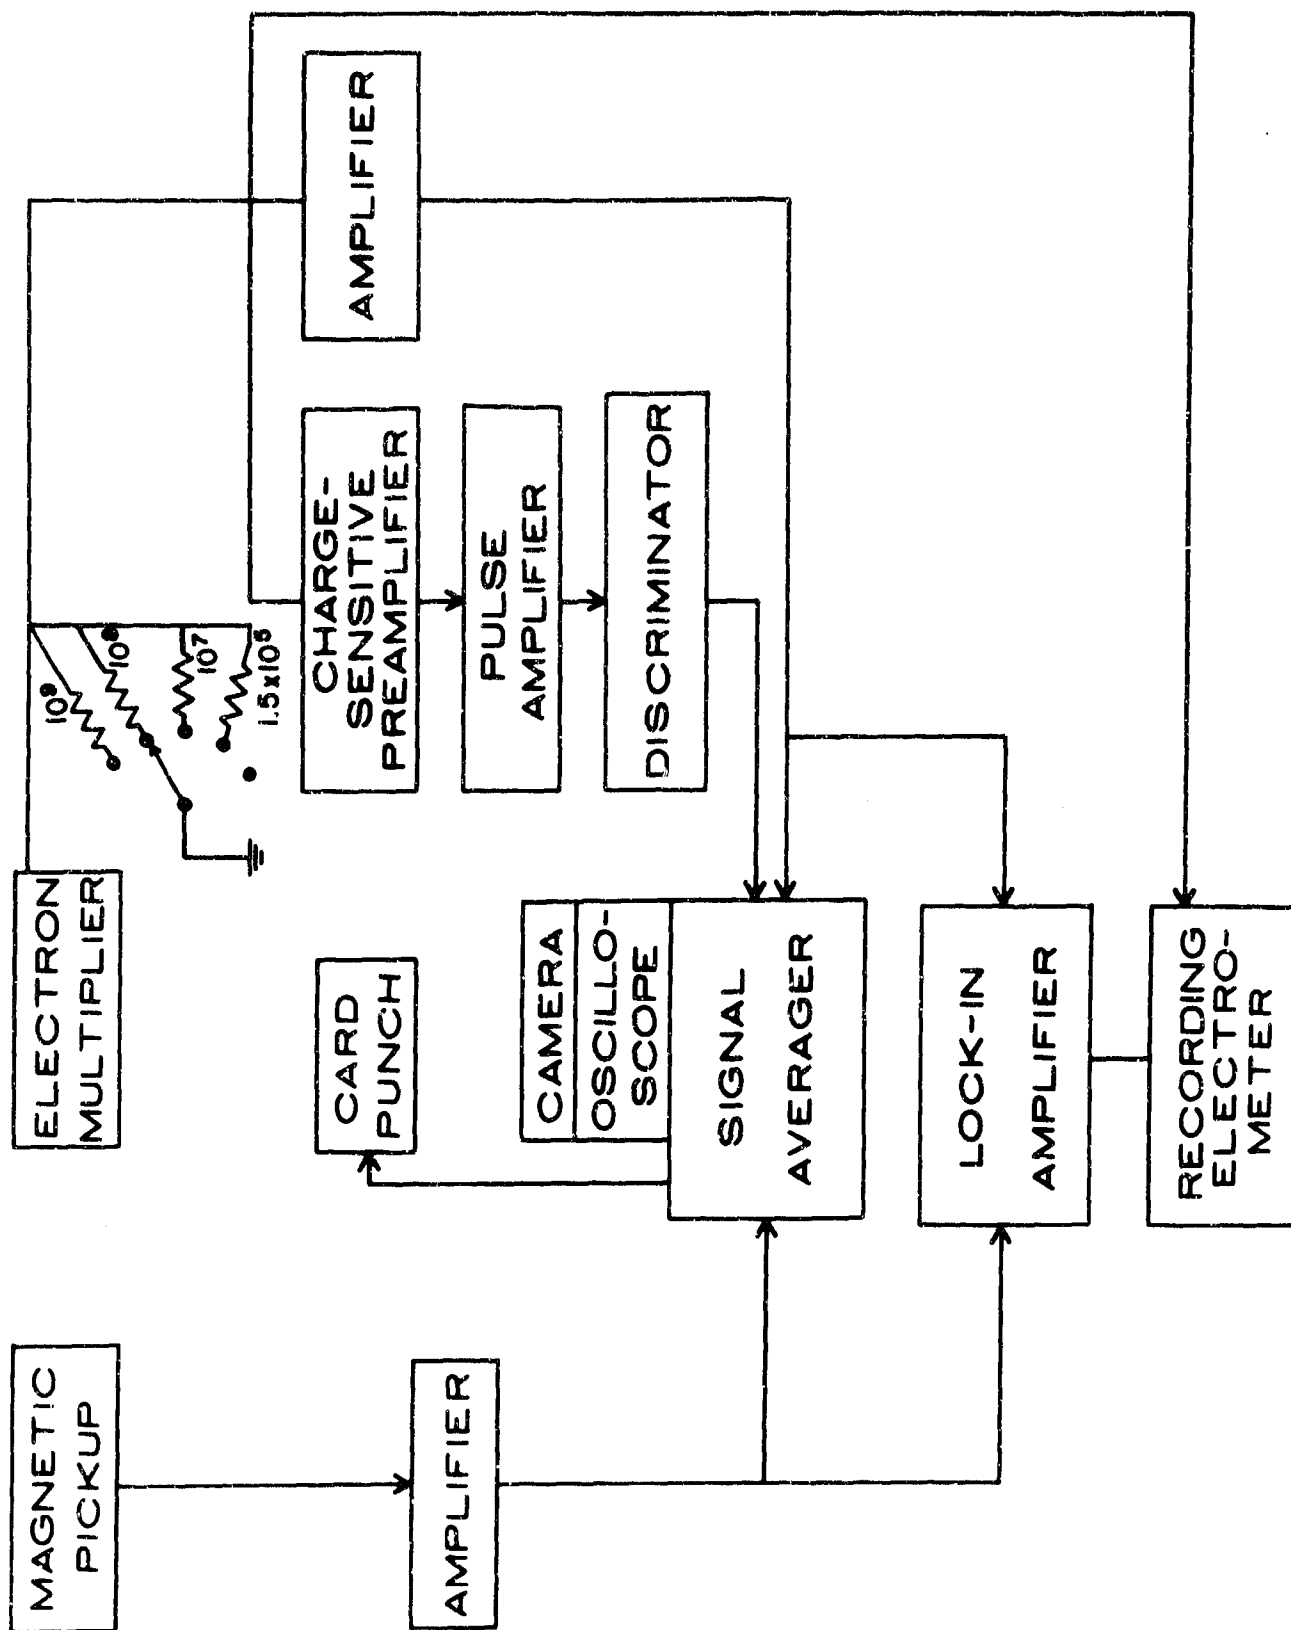 MAGNETIC
PICKUP
AMPLIFIER
ELECTRON
MULTIPLIER
10⁹
10⁸
10⁷
1.5x10⁵
CARD
PUNCH
CAMERA
OSCILLO-
SCOPE
SIGNAL
AVERAGER
LOCK-IN
AMPLIFIER
RECORDING
ELECTRO-
METER
CHARGE-
SENSITIVE
PREAMPLIFIER
PULSE
AMPLIFIER
DISCRIMINATOR
AMPLIFIER